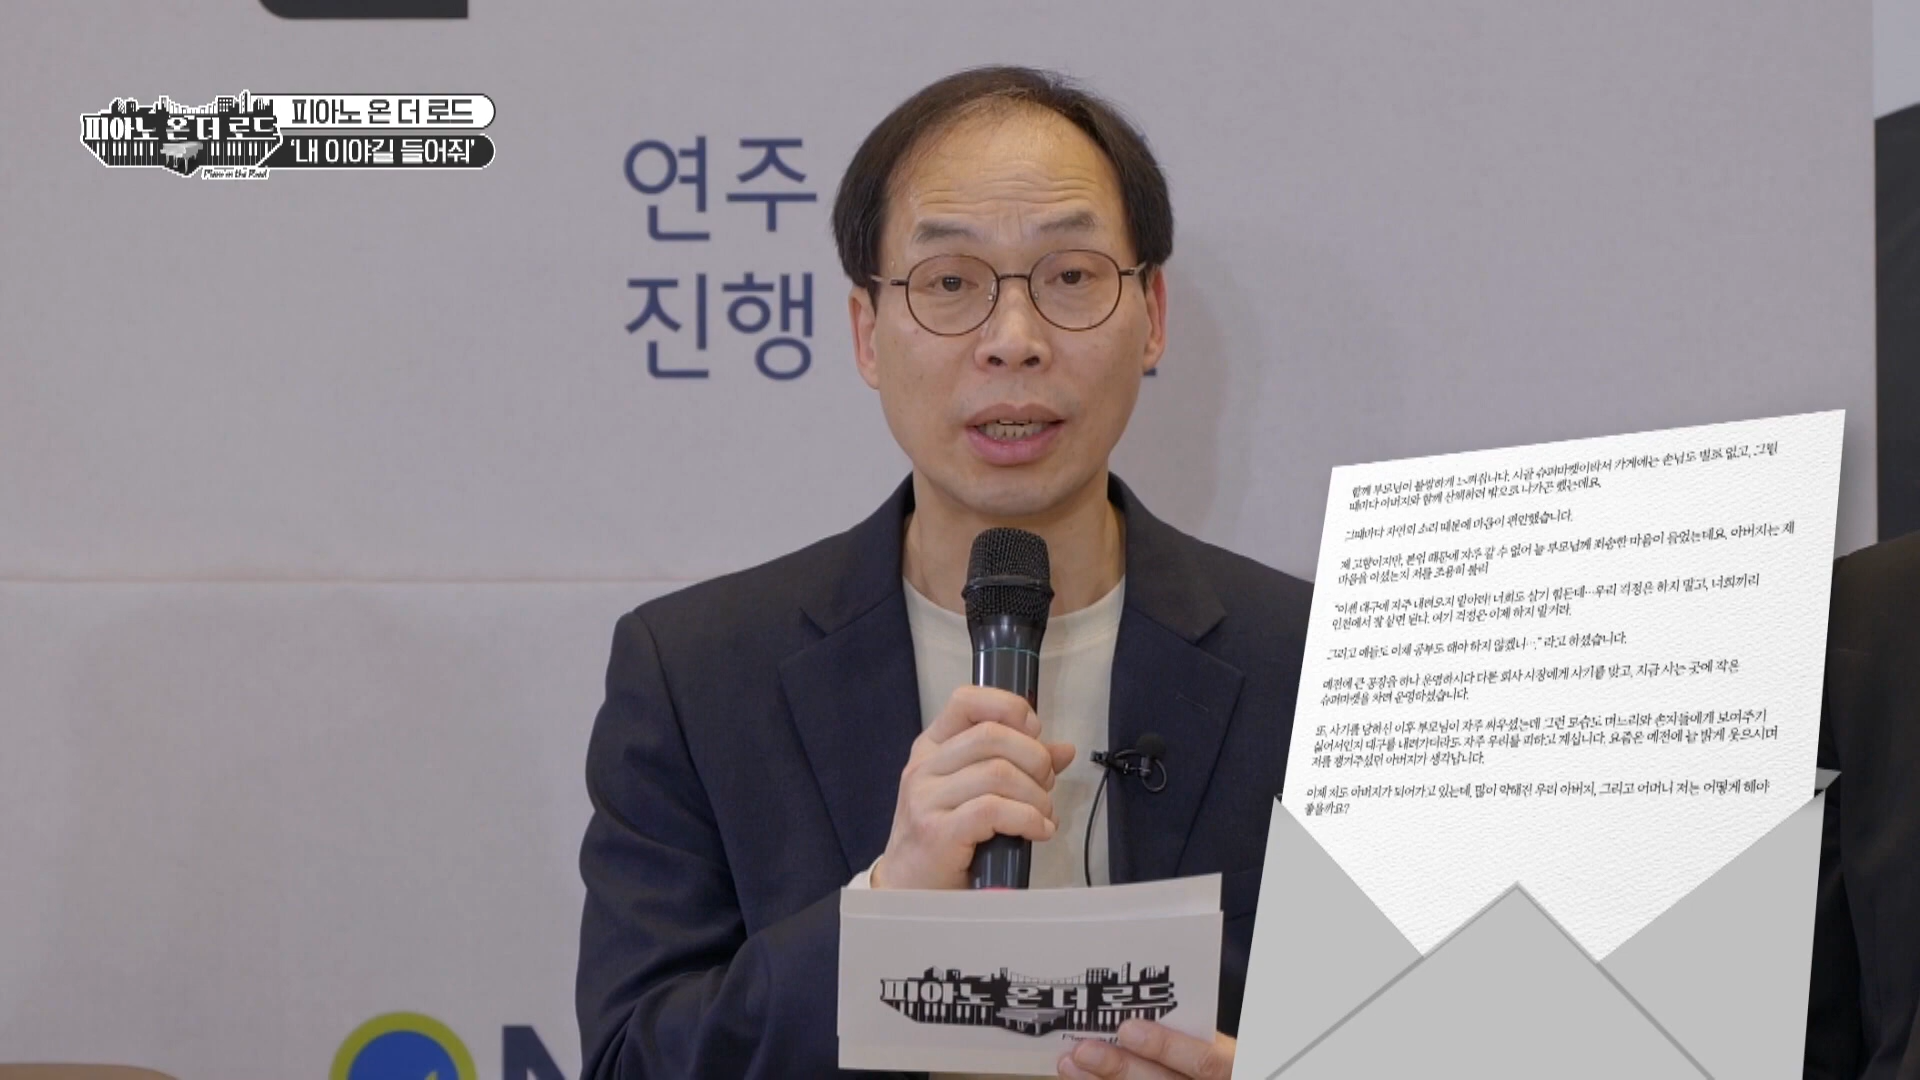 피아노 온 더 로드
Piano on the Road
피아노 온 더 로드
'내 이야길 들어줘'
연주
진행
함께 부모님이 불쌍하게 느껴집니다. 시골 슈퍼마켓이라서 가게에는 손님도 별로 없고, 그럴
때마다 아버지와 함께 산책하러 밖으로 나가곤 했는데요.
그때마다 자연의 소리 때문에 마음이 편안했습니다.
제 고향이지만, 본업 때문에 자주 갈 수 없어 늘 부모님께 죄송한 마음이 들었는데요. 아버지는 제
마음을 아셨는지 저를 조용히 불러
"이젠 대구에 자주 내려오지 말아라! 너희도 살기 힘든데…우리 걱정은 하지 말고, 너희끼리
인천에서 잘 살면 된다. 여기 걱정은 이제 하지 말거라.
그리고 애들도 이제 공부도 해야 하지 않겠니…." 라고 하셨습니다.
예전에 큰 공장을 하나 운영하시다 다른 회사 사장에게 사기를 맞고, 지금 사는 곳에 작은
슈퍼마켓을 차려 운영하셨습니다.
또, 사기를 당하신 이후 부모님이 자주 싸우셨는데 그런 모습도 며느리와 손자들에게 보여주기
싫어서인지 대구를 내려가더라도 자주 우리를 피하고 계십니다. 요즘은 예전에 늘 밝게 웃으시며
저를 챙겨주셨던 아버지가 생각납니다.
이제 저도 아버지가 되어가고 있는데, 많이 약해진 우리 아버지, 그리고 어머니 저는 어떻게 해야
좋을까요?
피아노 온 더 로드